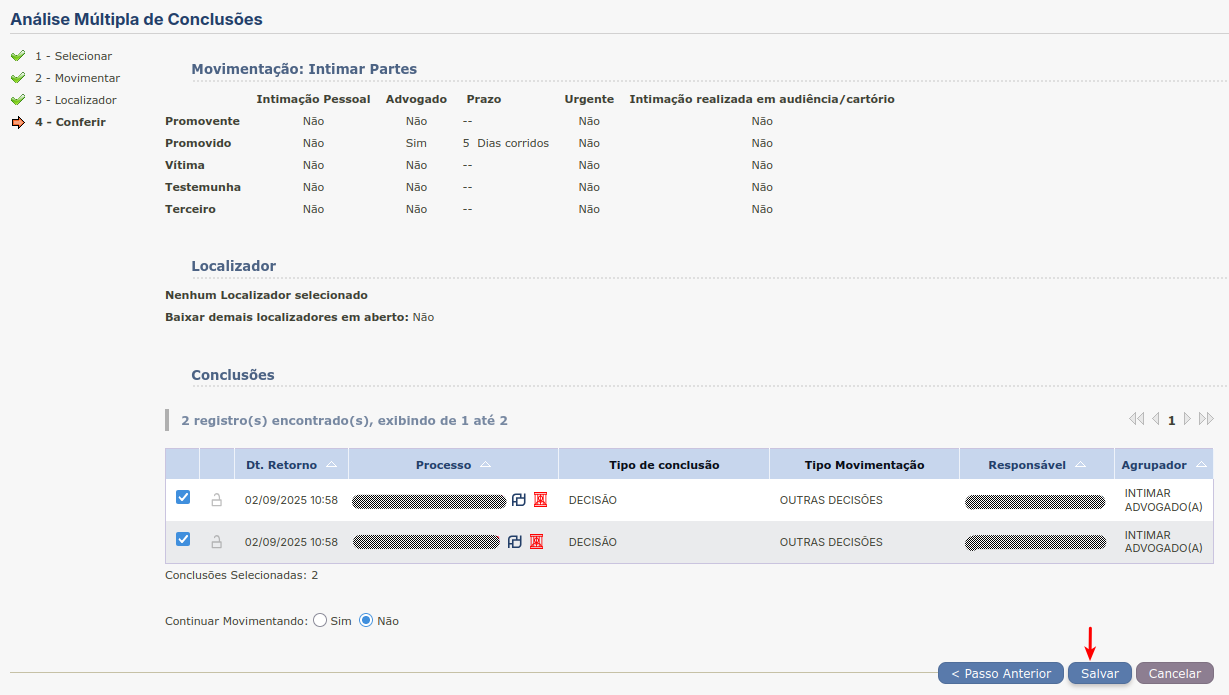 Análise Múltipla de Conclusões
1 - Selecionar
2 - Movimentar
3 - Localizador
4 - Conferir
Movimentação: Intimar Partes
Intimação Pessoal Advogado Prazo Urgente Intimação realizada em audiência/cartório
Promovente Não Não -- Não Não
Promovido Não Sim 5 Dias corridos Não Não
Vítima Não Não -- Não Não
Testemunha Não Não -- Não Não
Terceiro Não Não -- Não Não
Localizador
Nenhum Localizador selecionado
Baixar demais localizadores em aberto: Não
Conclusões
2 registro(s) encontrado(s), exibindo de 1 até 2
1
Dt. Retorno Processo Tipo de conclusão Tipo Movimentação Responsável Agrupador
02/09/2025 10:58 DECISÃO OUTRAS DECISÕES INTIMAR
ADVOGADO(A)
02/09/2025 10:58 DECISÃO OUTRAS DECISÕES INTIMAR
ADVOGADO(A)
Conclusões Selecionadas: 2
Continuar Movimentando: Sim Não
< Passo Anterior Salvar Cancelar